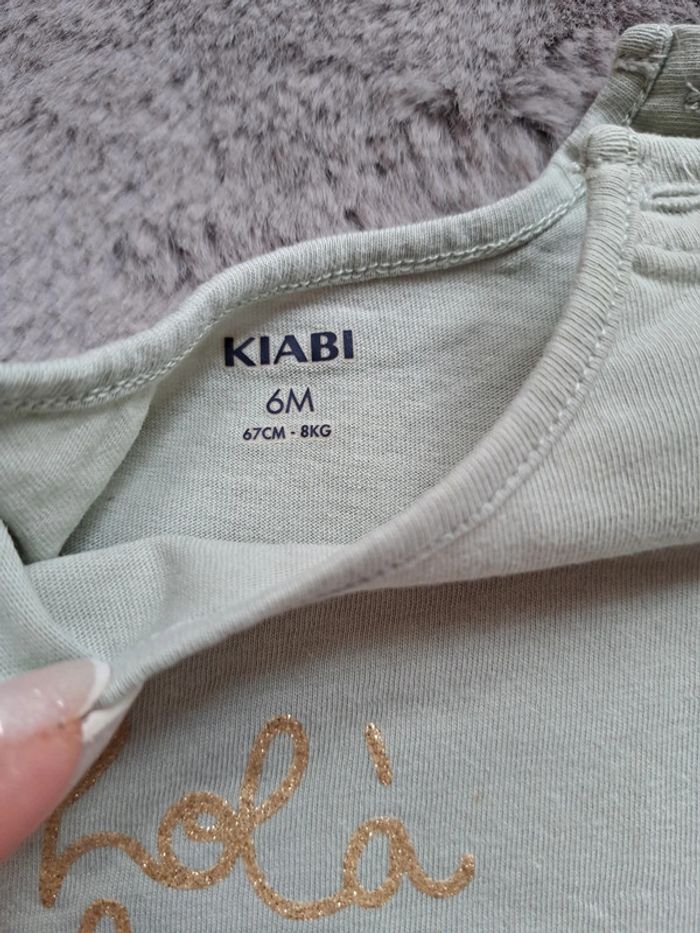 KIABI
6M
67CM - 8KG
holà